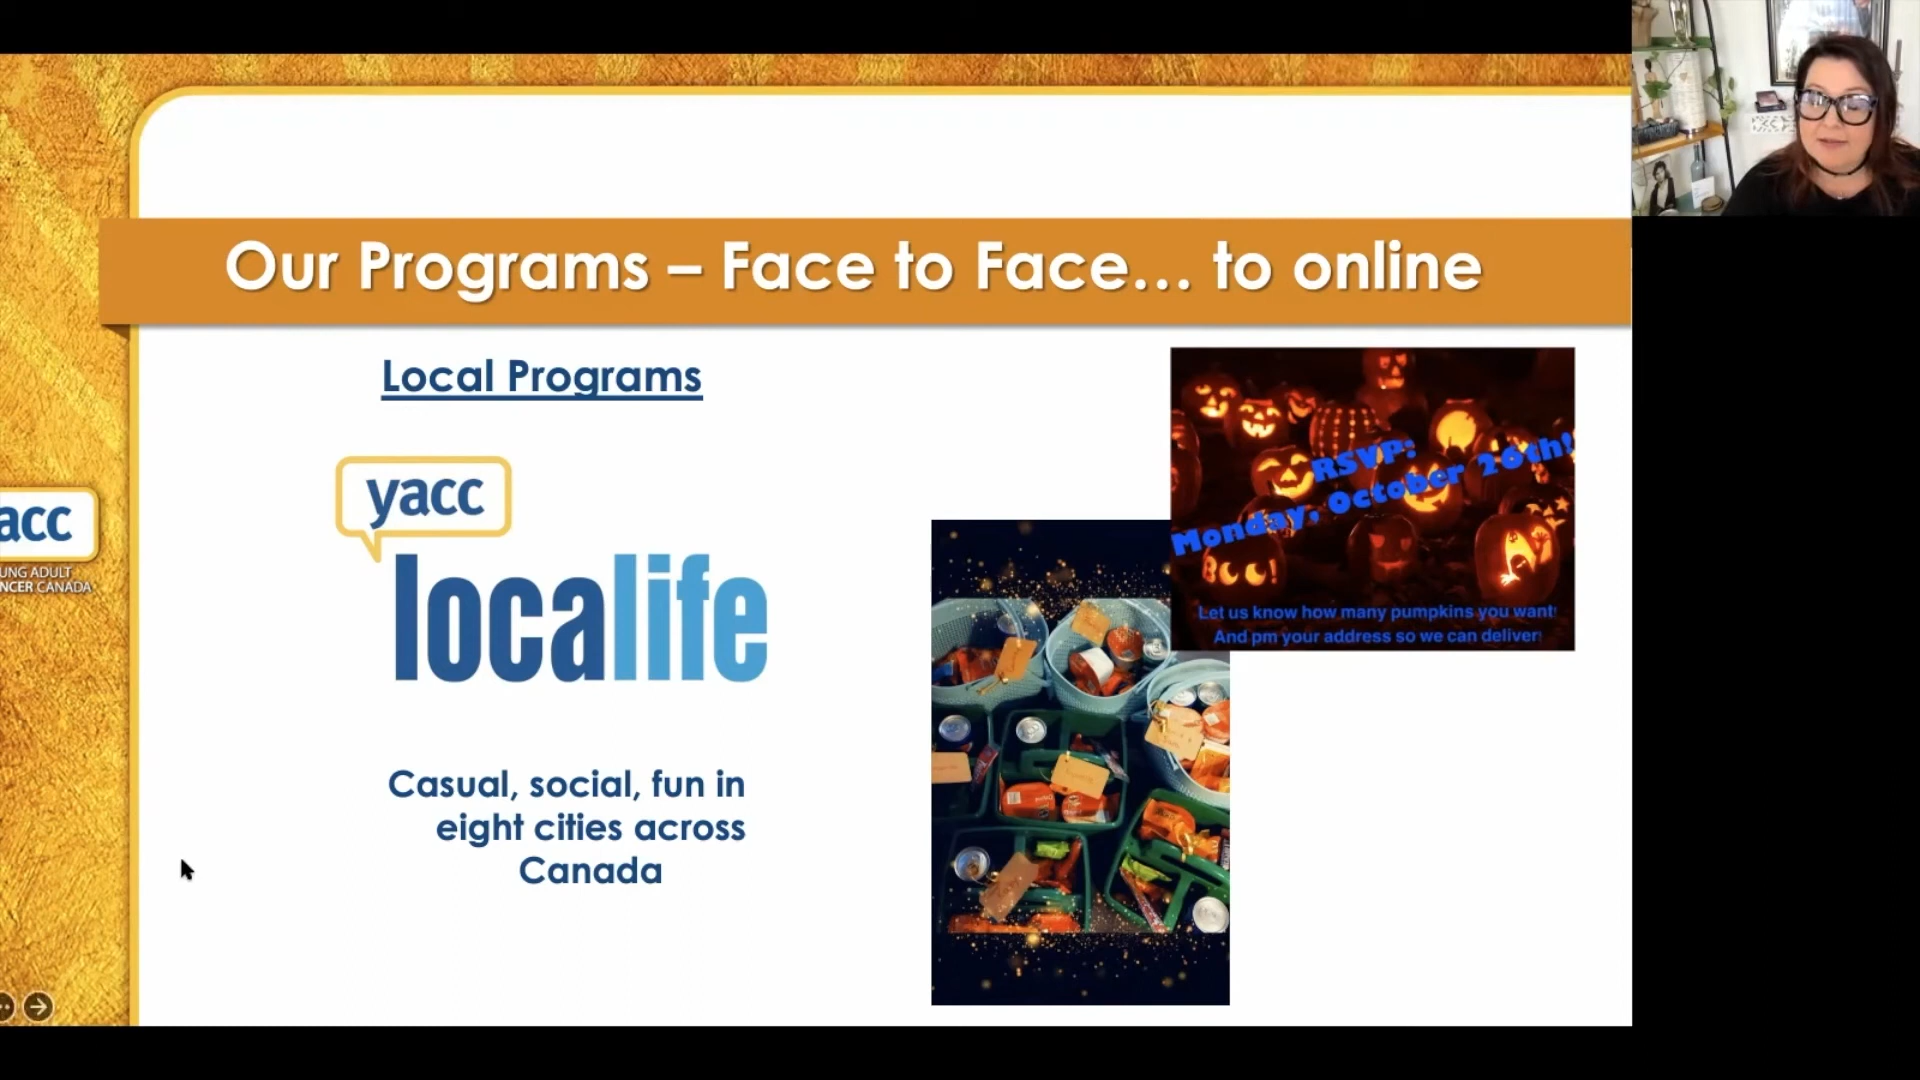 Our Programs – Face to Face... to online
Local Programs
yacc
localife
Casual, social, fun in
eight cities across
Canada
RSVP:
Monday, October 26th!
Boo!
Let us know how many pumpkins you want!
And pm your address so we can deliver!
acc
UNG ADULT
NCER CANADA